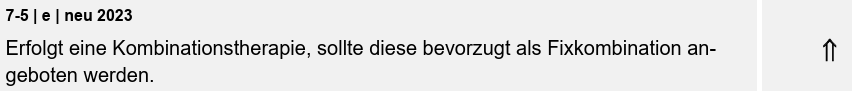 7-5 | e | neu 2023
Erfolgt eine Kombinationstherapie, sollte diese bevorzugt als Fixkombination an-
geboten werden.
⇑